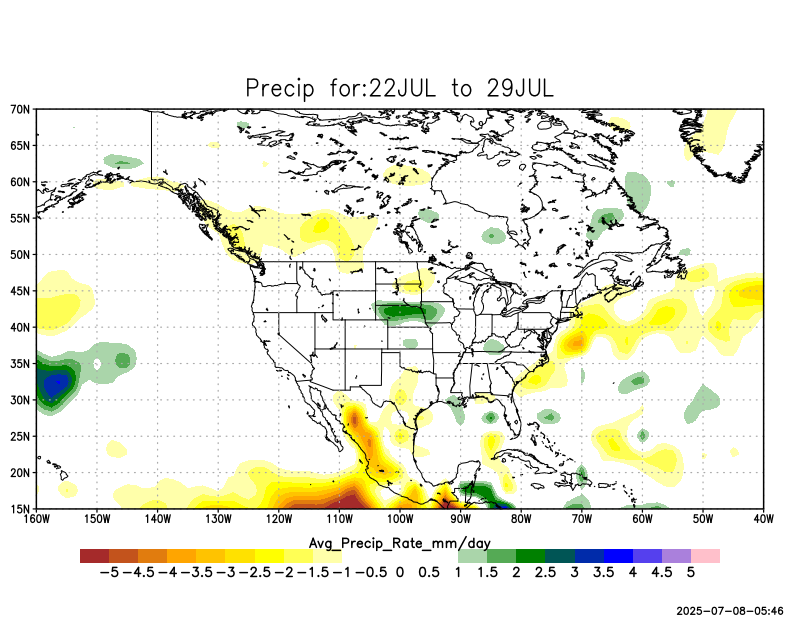 Precip for:22JUL to 29JUL
70N
65N
60N
55N
50N
45N
40N
35N
30N
25N
20N
15N
160W 150W 140W 130W 120W 110W 100W 90W 80W 70W 60W 50W 40W
Avg_Precip_Rate_mm/day
-5 -4.5 -4 -3.5 -3 -2.5 -2 -1.5 -1 -0.5 0 0.5 1 1.5 2 2.5 3 3.5 4 4.5 5
2025-07-08-05:46